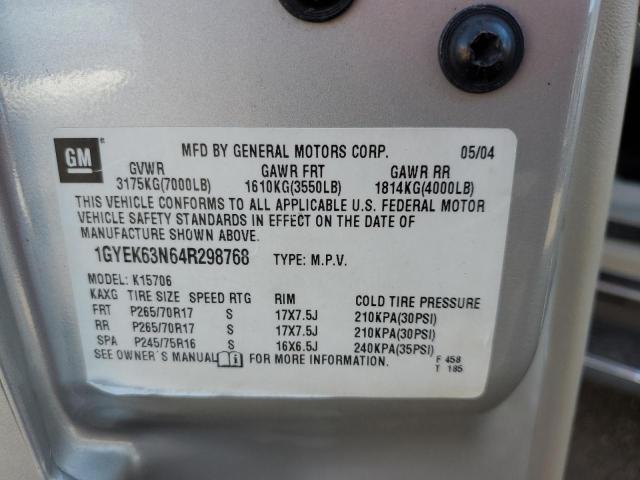 GM ® MFD BY GENERAL MOTORS CORP. 05/04
GVWR GAWR FRT GAWR RR
3175KG(7000LB) 1610KG(3550LB) 1814KG(4000LB)
THIS VEHICLE CONFORMS TO ALL APPLICABLE U.S. FEDERAL MOTOR
VEHICLE SAFETY STANDARDS IN EFFECT ON THE DATE OF
MANUFACTURE SHOWN ABOVE.
1GYEK63N64R298768 TYPE: M.P.V.
MODEL: K15706
KAXG TIRE SIZE SPEED RTG RIM COLD TIRE PRESSURE
FRT P265/70R17 S 17X7.5J 210KPA(30PSI)
RR P265/70R17 S 17X7.5J 210KPA(30PSI)
SPA P245/75R16 S 16X6.5J 240KPA(35PSI)
SEE OWNER'S MANUAL FOR MORE INFORMATION. F 458
T 185